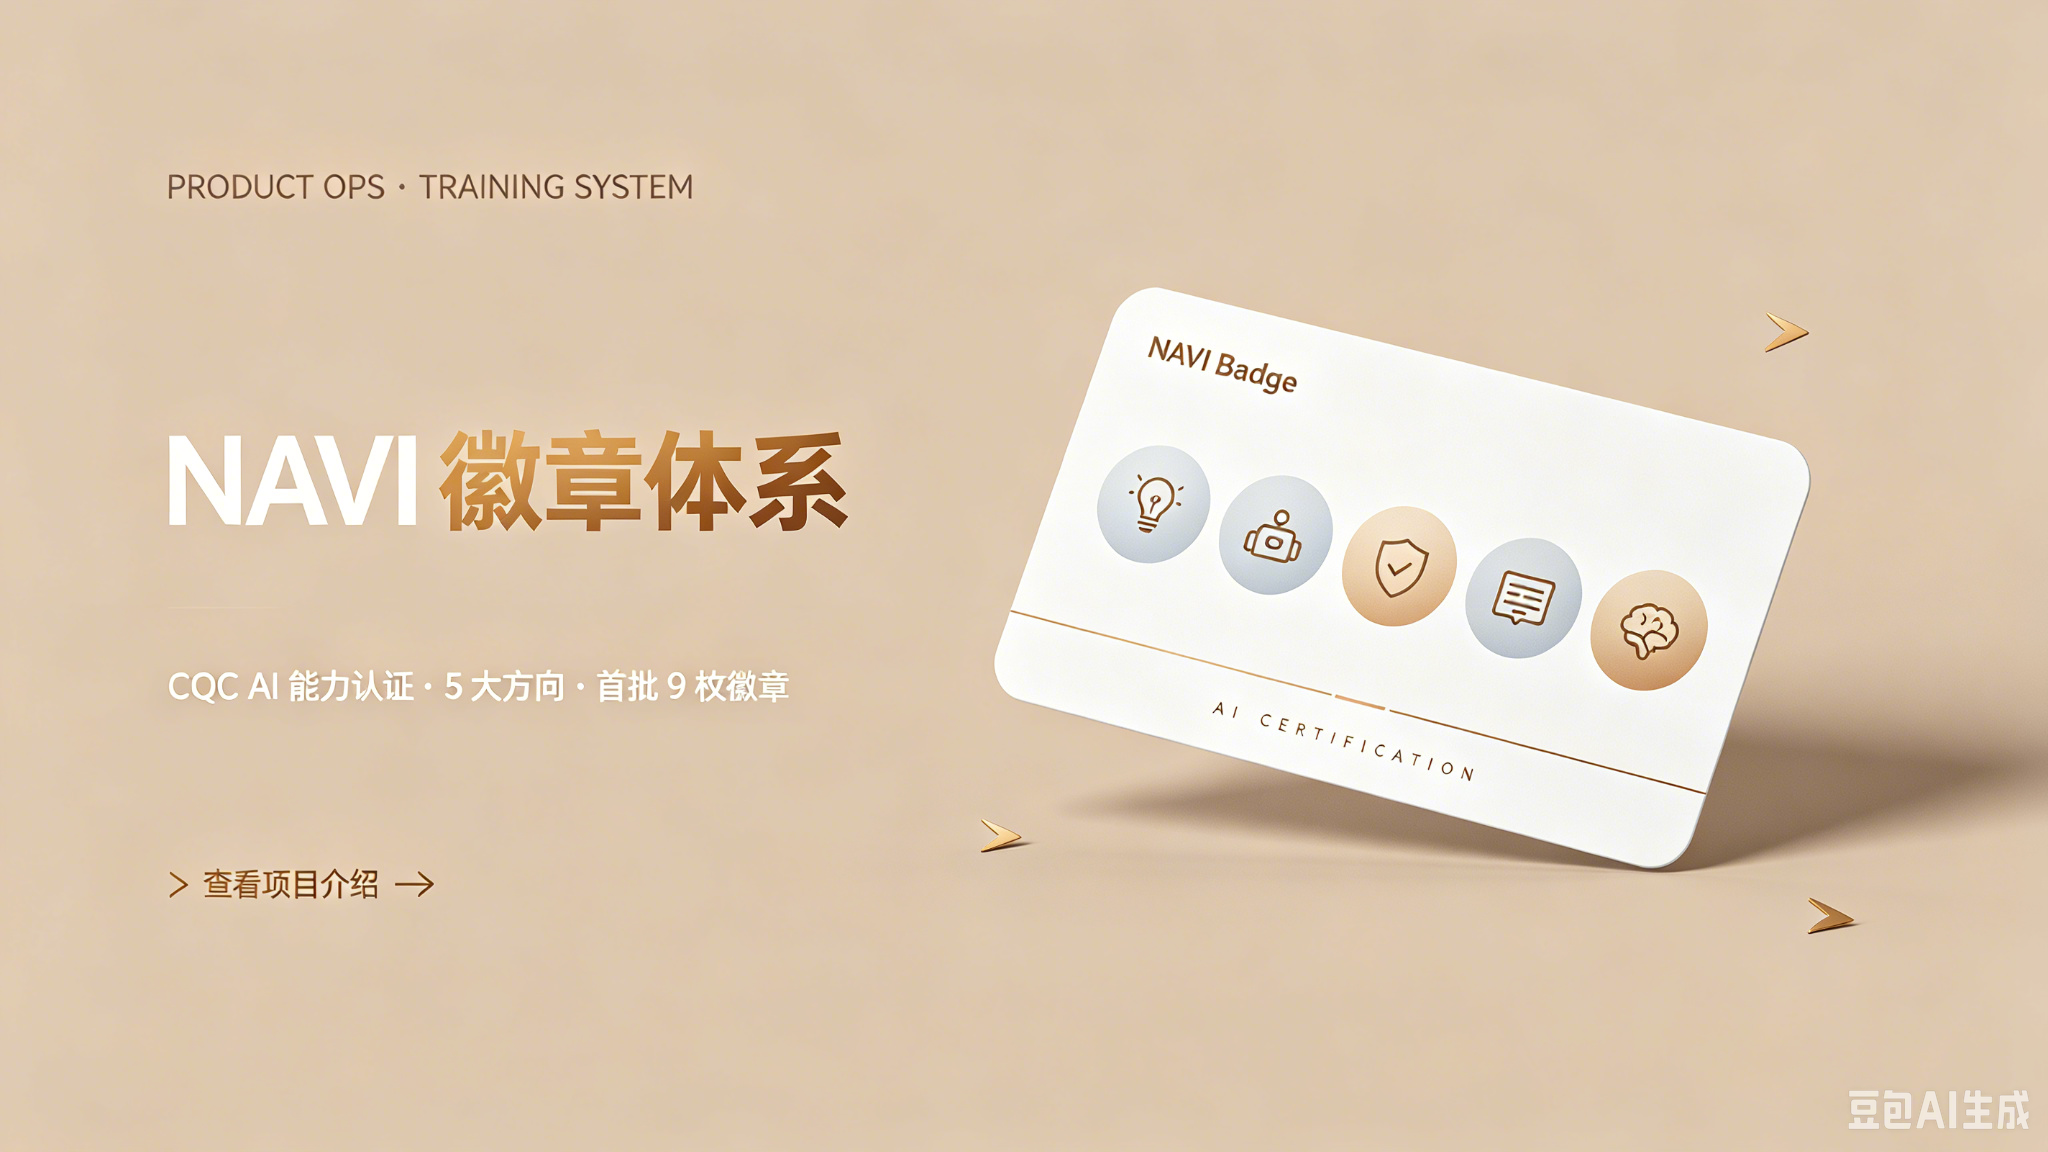 PRODUCT OPS · TRAINING SYSTEM
NAVI 徽章体系
CQC AI 能力认证 · 5 大方向 · 首批 9 枚徽章
> 查看项目介绍 →
NAVI Badge
AI CERTIFICATION
豆包AI生成